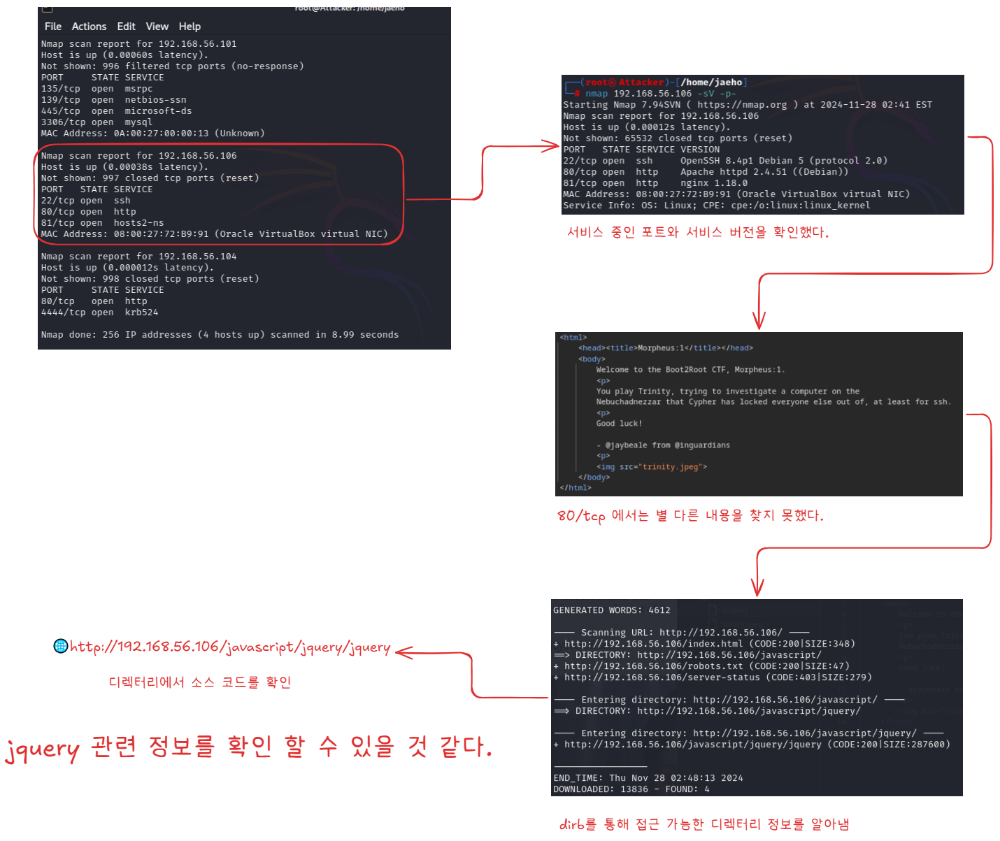 root@Attacker: /home/jaeho
File Actions Edit View Help
Nmap scan report for 192.168.56.101
Host is up (0.00060s latency).
Not shown: 996 filtered tcp ports (no-response)
PORT STATE SERVICE
135/tcp open msrpc
139/tcp open netbios-ssn
445/tcp open microsoft-ds
3306/tcp open mysql
MAC Address: 0A:00:27:00:00:13 (Unknown)
Nmap scan report for 192.168.56.106
Host is up (0.00038s latency).
Not shown: 997 closed tcp ports (reset)
PORT STATE SERVICE
22/tcp open ssh
80/tcp open http
81/tcp open hosts2-ns
MAC Address: 08:00:27:72:B9:91 (Oracle VirtualBox virtual NIC)
Nmap scan report for 192.168.56.104
Host is up (0.000012s latency).
Not shown: 998 closed tcp ports (reset)
PORT STATE SERVICE
80/tcp open http
4444/tcp open krb524
Nmap done: 256 IP addresses (4 hosts up) scanned in 8.99 seconds
(root㉿Attacker)-[/home/jaeho]
# nmap 192.168.56.106 -sV -p-
Starting Nmap 7.94SVN ( https://nmap.org ) at 2024-11-28 02:41 EST
Nmap scan report for 192.168.56.106
Host is up (0.00012s latency).
Not shown: 65532 closed tcp ports (reset)
PORT STATE SERVICE VERSION
22/tcp open ssh OpenSSH 8.4p1 Debian 5 (protocol 2.0)
80/tcp open http Apache httpd 2.4.51 ((Debian))
81/tcp open http nginx 1.18.0
MAC Address: 08:00:27:72:B9:91 (Oracle VirtualBox virtual NIC)
Service Info: OS: Linux; CPE: cpe:/o:linux:linux_kernel
서비스 중인 포트와 서비스 버전을 확인했다.
<html>
<head><title>Morpheus:1</title></head>
<body>
Welcome to the Boot2Root CTF, Morpheus:1.
<p>
You play Trinity, trying to investigate a computer on the
Nebuchadnezzar that Cypher has locked everyone else out of, at least for ssh.
<p>
Good luck!
- @jaybeale from @inguardians
<p>
<img src="trinity.jpeg">
</body>
</html>
80/tcp 에서는 별 다른 내용을 찾지 못했다.
GENERATED WORDS: 4612
---- Scanning URL: http://192.168.56.106/ ----
+ http://192.168.56.106/index.html (CODE:200|SIZE:348)
==> DIRECTORY: http://192.168.56.106/javascript/
+ http://192.168.56.106/robots.txt (CODE:200|SIZE:47)
+ http://192.168.56.106/server-status (CODE:403|SIZE:279)
---- Entering directory: http://192.168.56.106/javascript/ ----
==> DIRECTORY: http://192.168.56.106/javascript/jquery/
---- Entering directory: http://192.168.56.106/javascript/jquery/ ----
+ http://192.168.56.106/javascript/jquery/jquery (CODE:200|SIZE:287600)
-----------------
END_TIME: Thu Nov 28 02:48:13 2024
DOWNLOADED: 13836 - FOUND: 4
dirb를 통해 접근 가능한 디렉터리 정보를 알아냄
http://192.168.56.106/javascript/jquery/jquery
디렉터리에서 소스 코드를 확인
jquery 관련 정보를 확인 할 수 있을 것 같다.